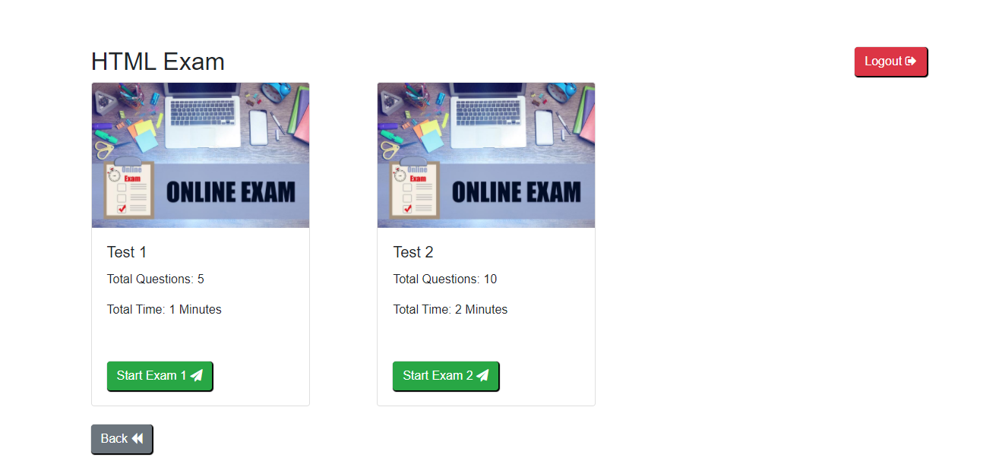 HTML Exam
Logout
Online
Exam
ONLINE EXAM
Test 1
Total Questions: 5
Total Time: 1 Minutes
Start Exam 1
Online
Exam
ONLINE EXAM
Test 2
Total Questions: 10
Total Time: 2 Minutes
Start Exam 2
Back